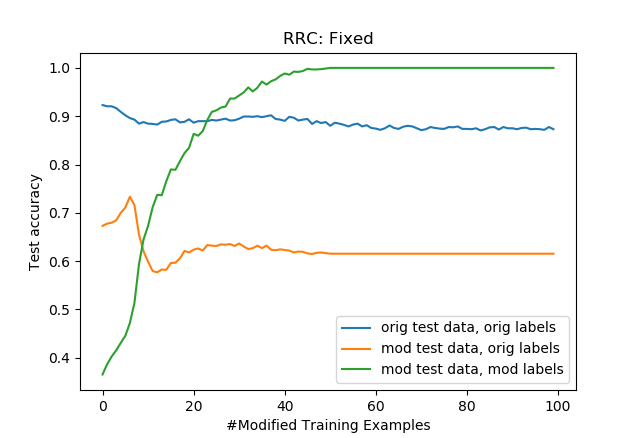 RRC: Fixed
1.0
0.9
0.8
0.7
0.6
0.5
0.4
Test accuracy
orig test data, orig labels
mod test data, orig labels
mod test data, mod labels
0 20 40 60 80 100
#Modified Training Examples